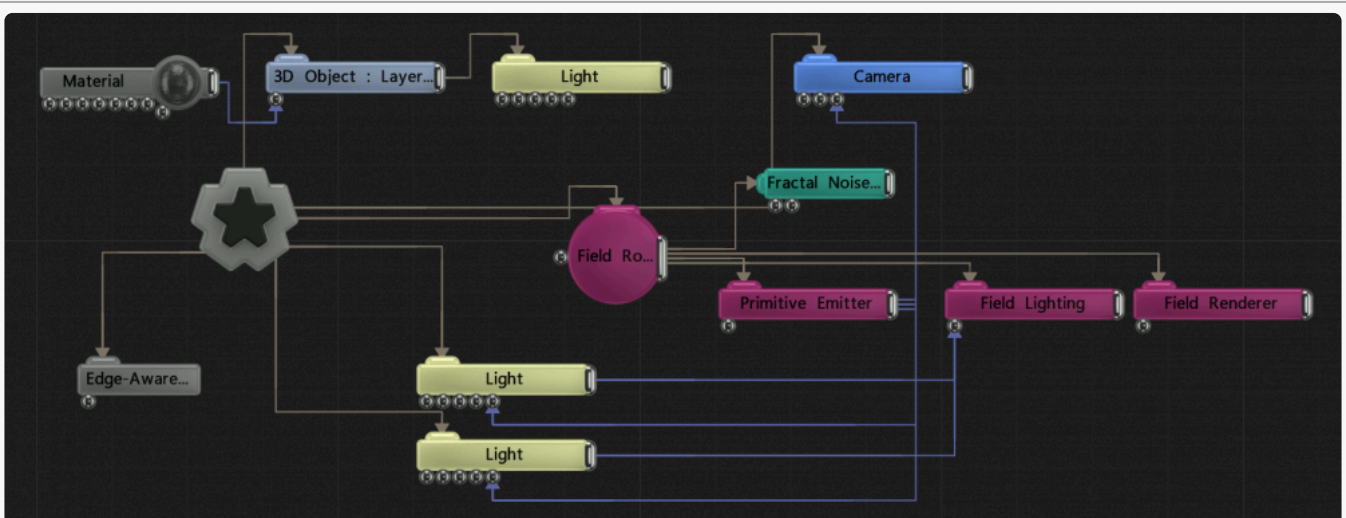 Material
3D Object : Layer...
Light
Camera
Fractal Noise...
Field Ro...
Primitive Emitter
Field Lighting
Field Renderer
Edge-Aware...
Light
Light